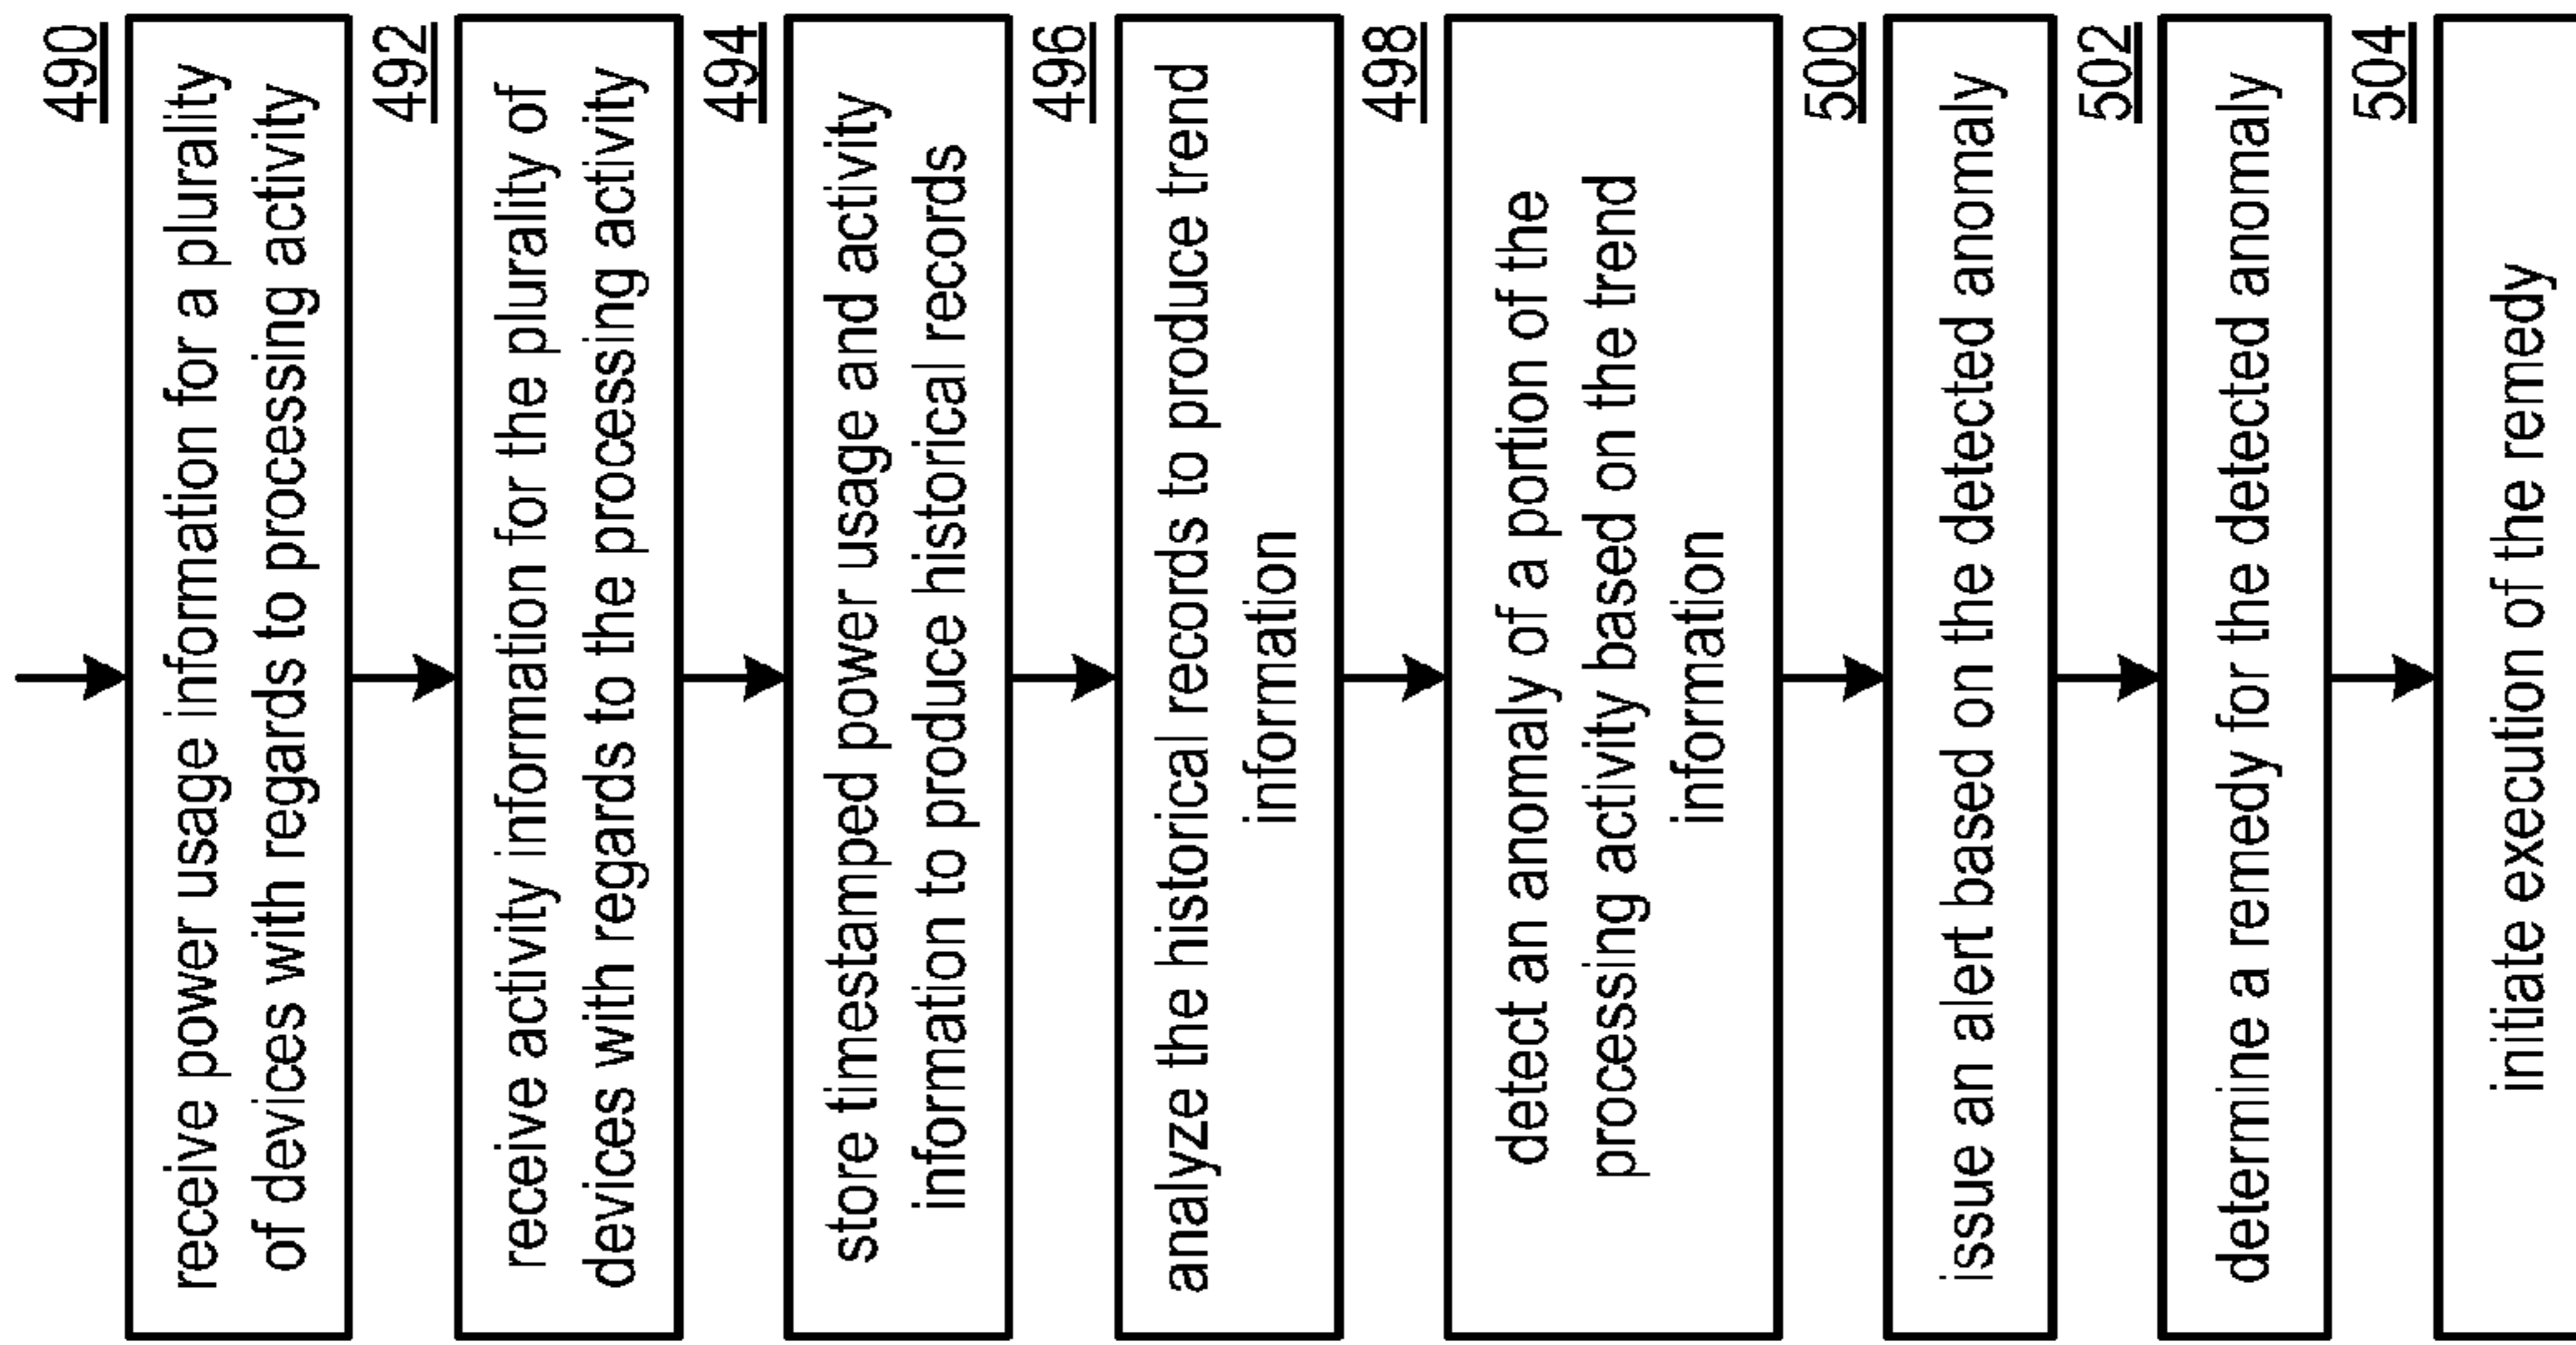 490
receive power usage information for a plurality
of devices with regards to processing activity
492
receive activity information for the plurality of
devices with regards to the processing activity
494
store timestamped power usage and activity
information to produce historical records
496
analyze the historical records to produce trend
information
498
detect an anomaly of a portion of the
processing activity based on the trend
information
500
issue an alert based on the detected anomaly
502
determine a remedy for the detected anomaly
504
initiate execution of the remedy